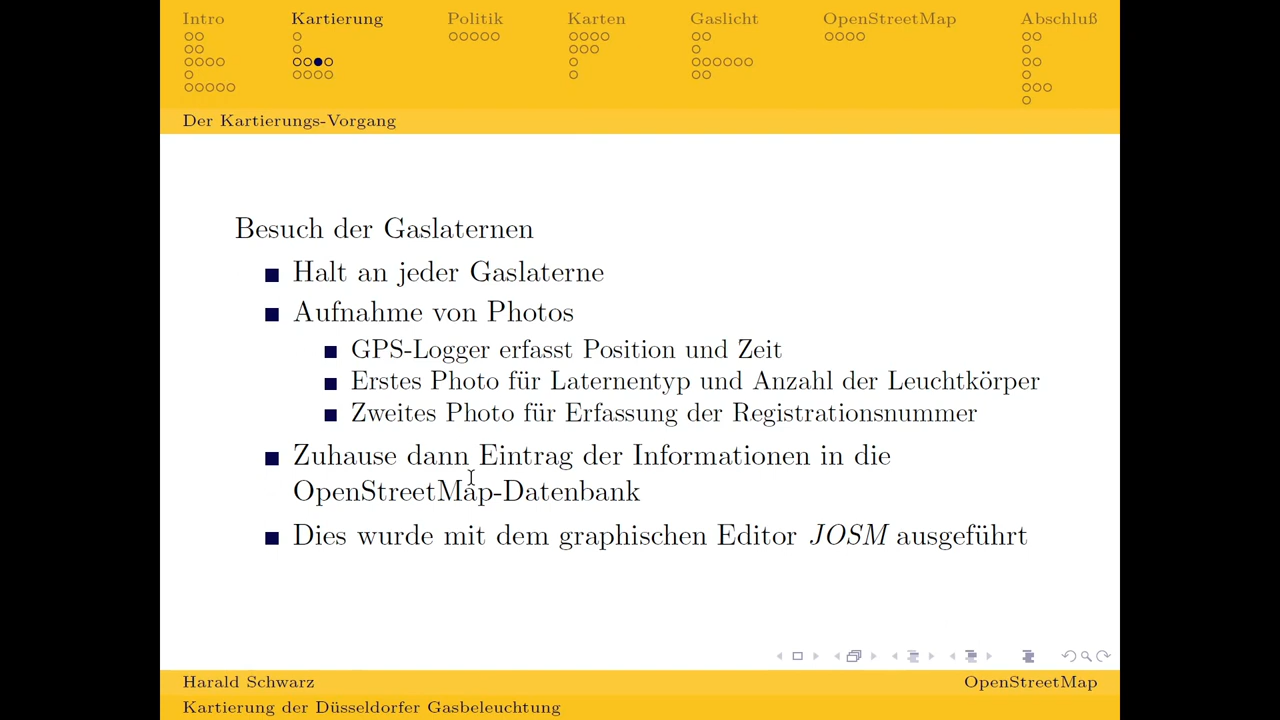 Intro Kartierung Politik Karten Gaslicht OpenStreetMap Abschluß
Der Kartierungs-Vorgang
Besuch der Gaslaternen
Halt an jeder Gaslaterne
Aufnahme von Photos
GPS-Logger erfasst Position und Zeit
Erstes Photo für Laternentyp und Anzahl der Leuchtkörper
Zweites Photo für Erfassung der Registrationsnummer
Zuhause dann Eintrag der Informationen in die
OpenStreetMap-Datenbank
Dies wurde mit dem graphischen Editor JOSM ausgeführt
Harald Schwarz OpenStreetMap
Kartierung der Düsseldorfer Gasbeleuchtung